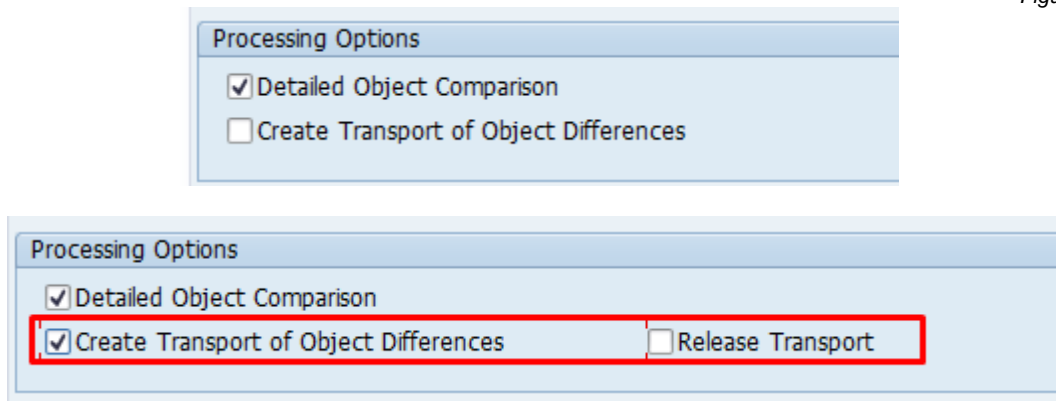 Processing Options
Detailed Object Comparison
Create Transport of Object Differences
Processing Options
Detailed Object Comparison
Create Transport of Object Differences Release Transport